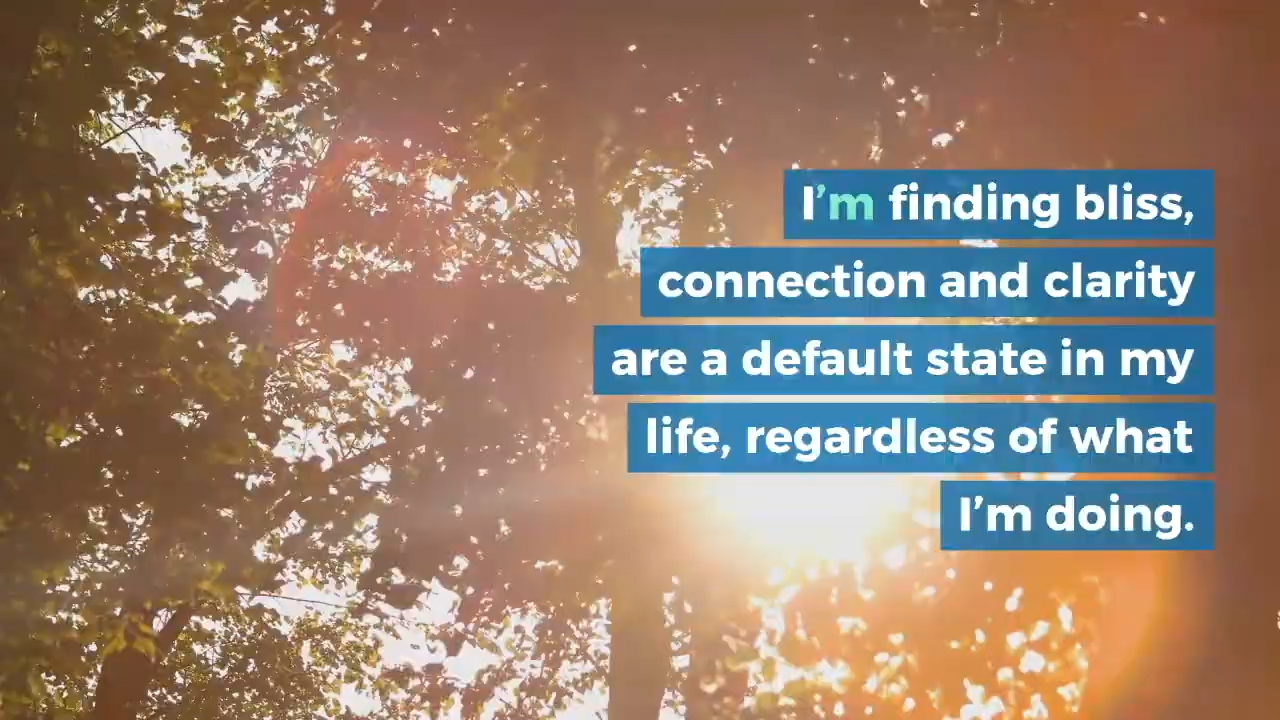 I’m finding bliss,
connection and clarity
are a default state in my
life, regardless of what
I’m doing.